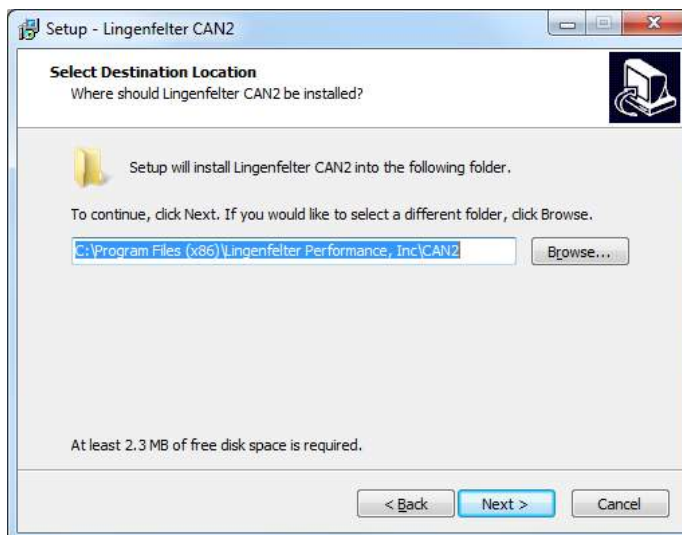 Setup - Lingenfelter CAN2
Select Destination Location
Where should Lingenfelter CAN2 be installed?
Setup will install Lingenfelter CAN2 into the following folder.
To continue, click Next. If you would like to select a different folder, click Browse.
C:\Program Files (x86)\Lingenfelter Performance, Inc\CAN2
Browse...
At least 2.3 MB of free disk space is required.
< Back
Next >
Cancel